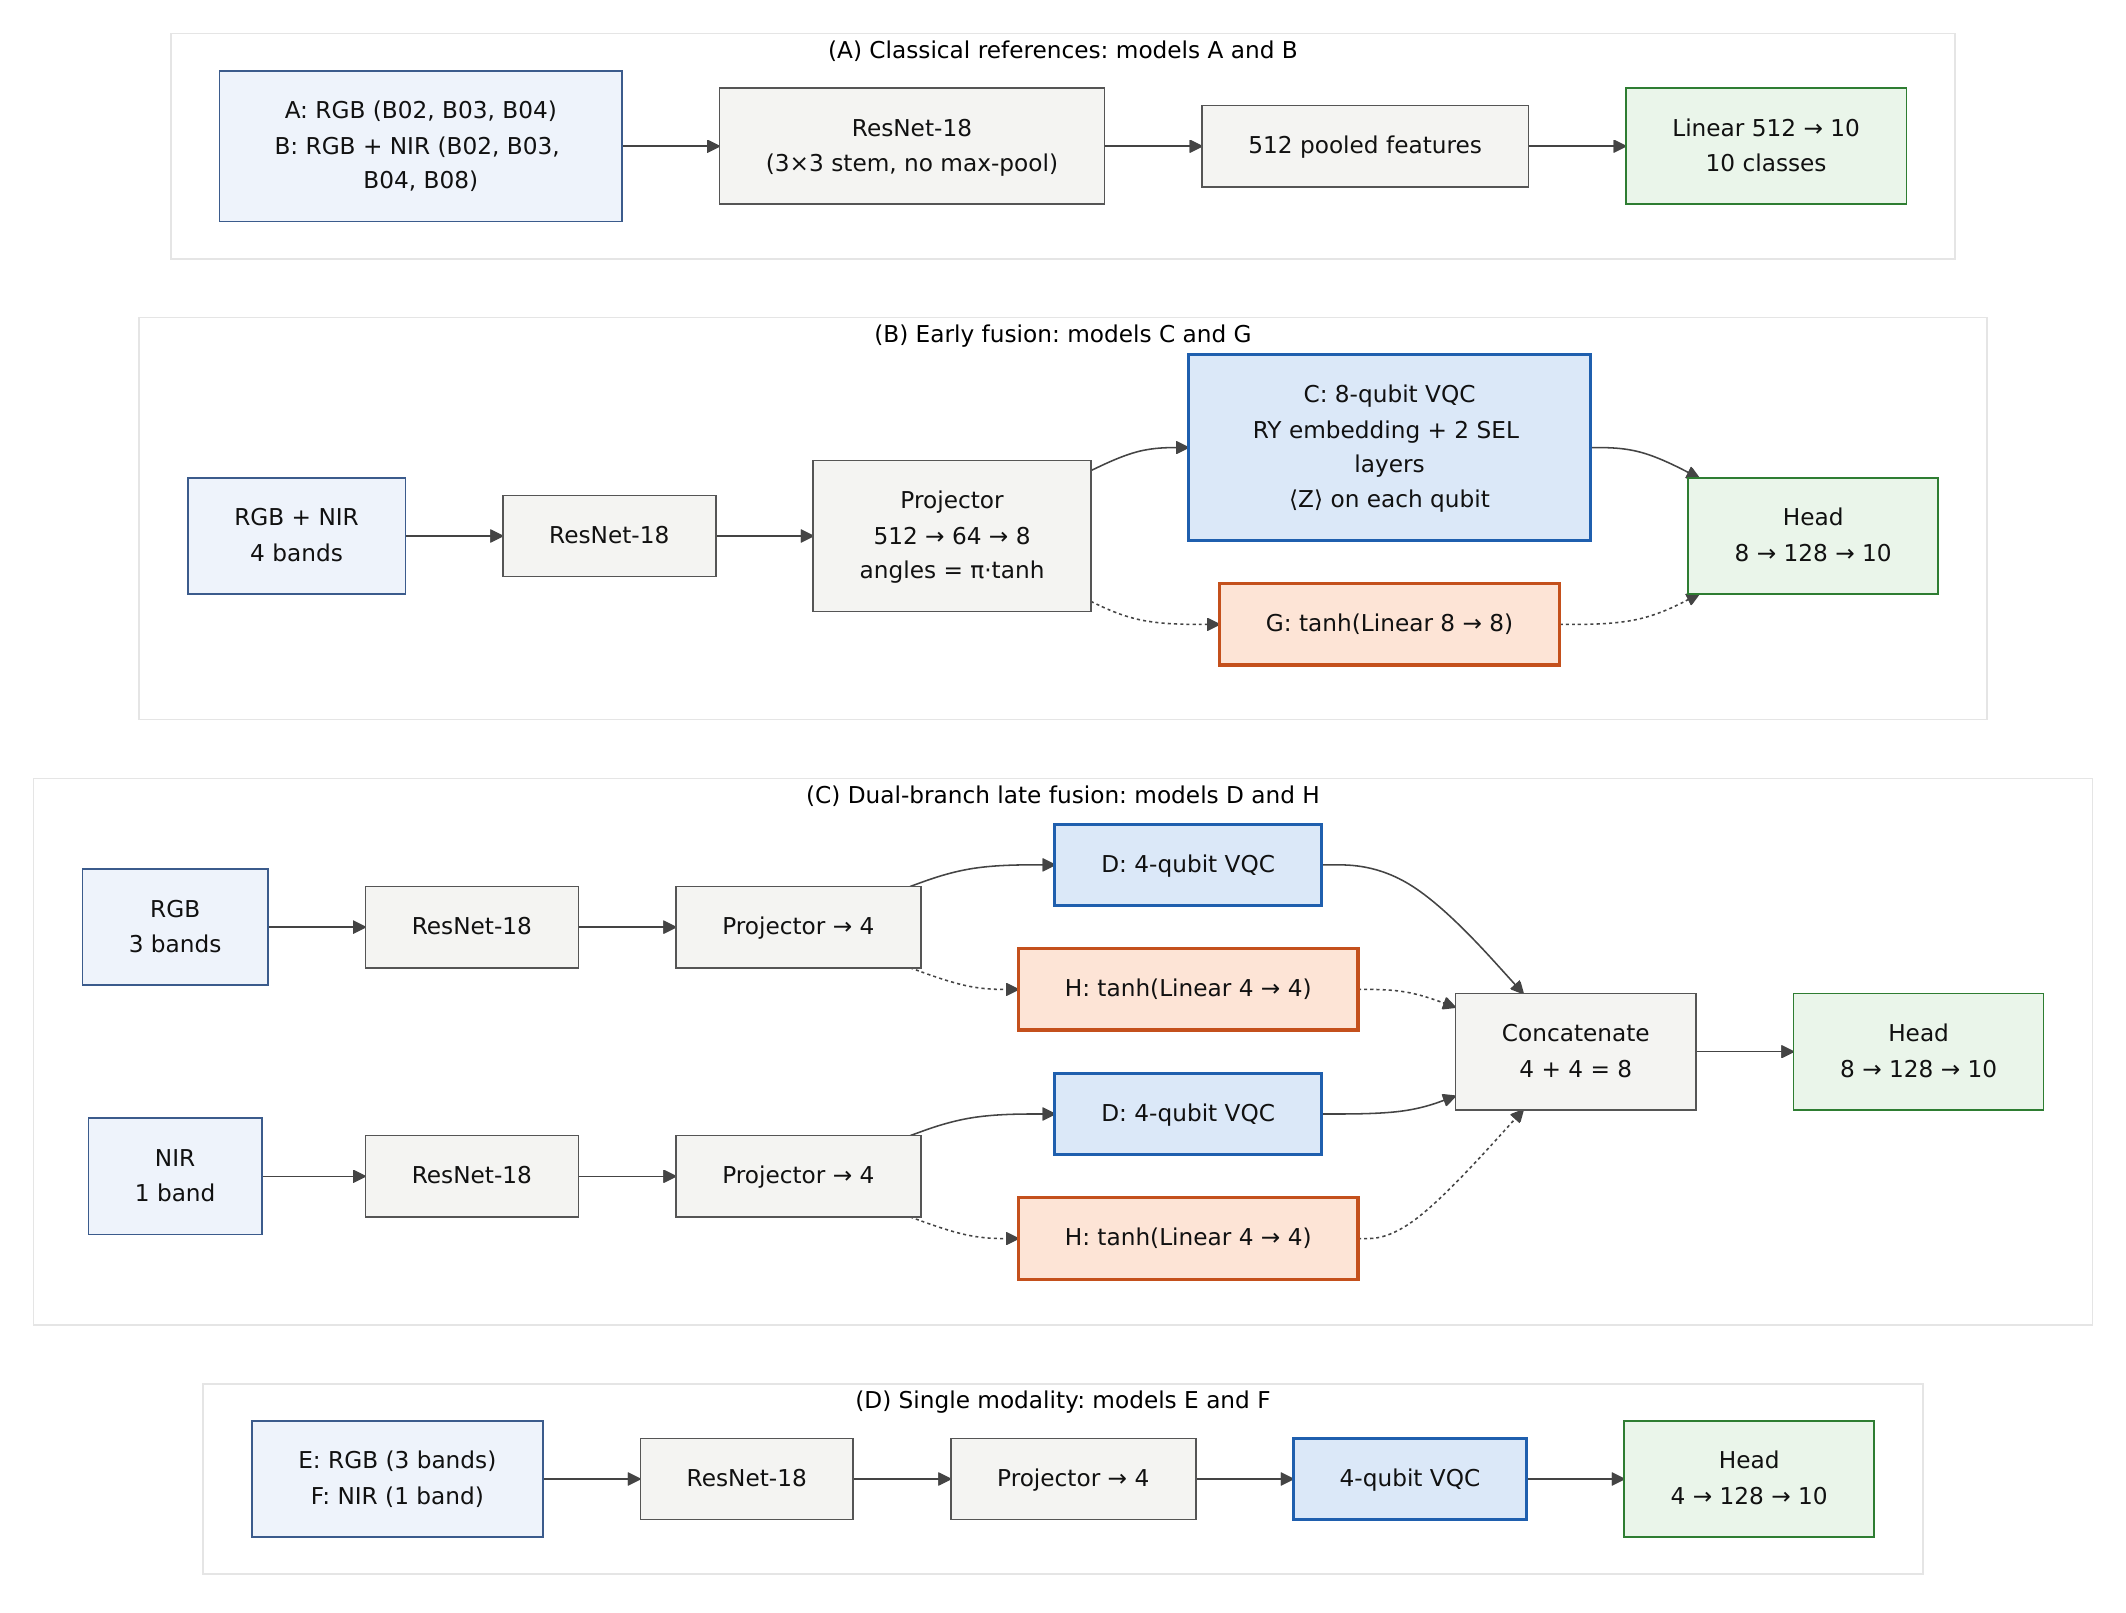 (A) Classical references: models A and B
A: RGB (B02, B03, B04)
B: RGB + NIR (B02, B03,
B04, B08)
ResNet-18
(3×3 stem, no max-pool)
512 pooled features
Linear 512 → 10
10 classes
(B) Early fusion: models C and G
RGB + NIR
4 bands
ResNet-18
Projector
512 → 64 → 8
angles = π·tanh
C: 8-qubit VQC
RY embedding + 2 SEL
layers
⟨Z⟩ on each qubit
G: tanh(Linear 8 → 8)
Head
8 → 128 → 10
(C) Dual-branch late fusion: models D and H
RGB
3 bands
ResNet-18
Projector → 4
D: 4-qubit VQC
H: tanh(Linear 4 → 4)
NIR
1 band
ResNet-18
Projector → 4
D: 4-qubit VQC
H: tanh(Linear 4 → 4)
Concatenate
4 + 4 = 8
Head
8 → 128 → 10
(D) Single modality: models E and F
E: RGB (3 bands)
F: NIR (1 band)
ResNet-18
Projector → 4
4-qubit VQC
Head
4 → 128 → 10